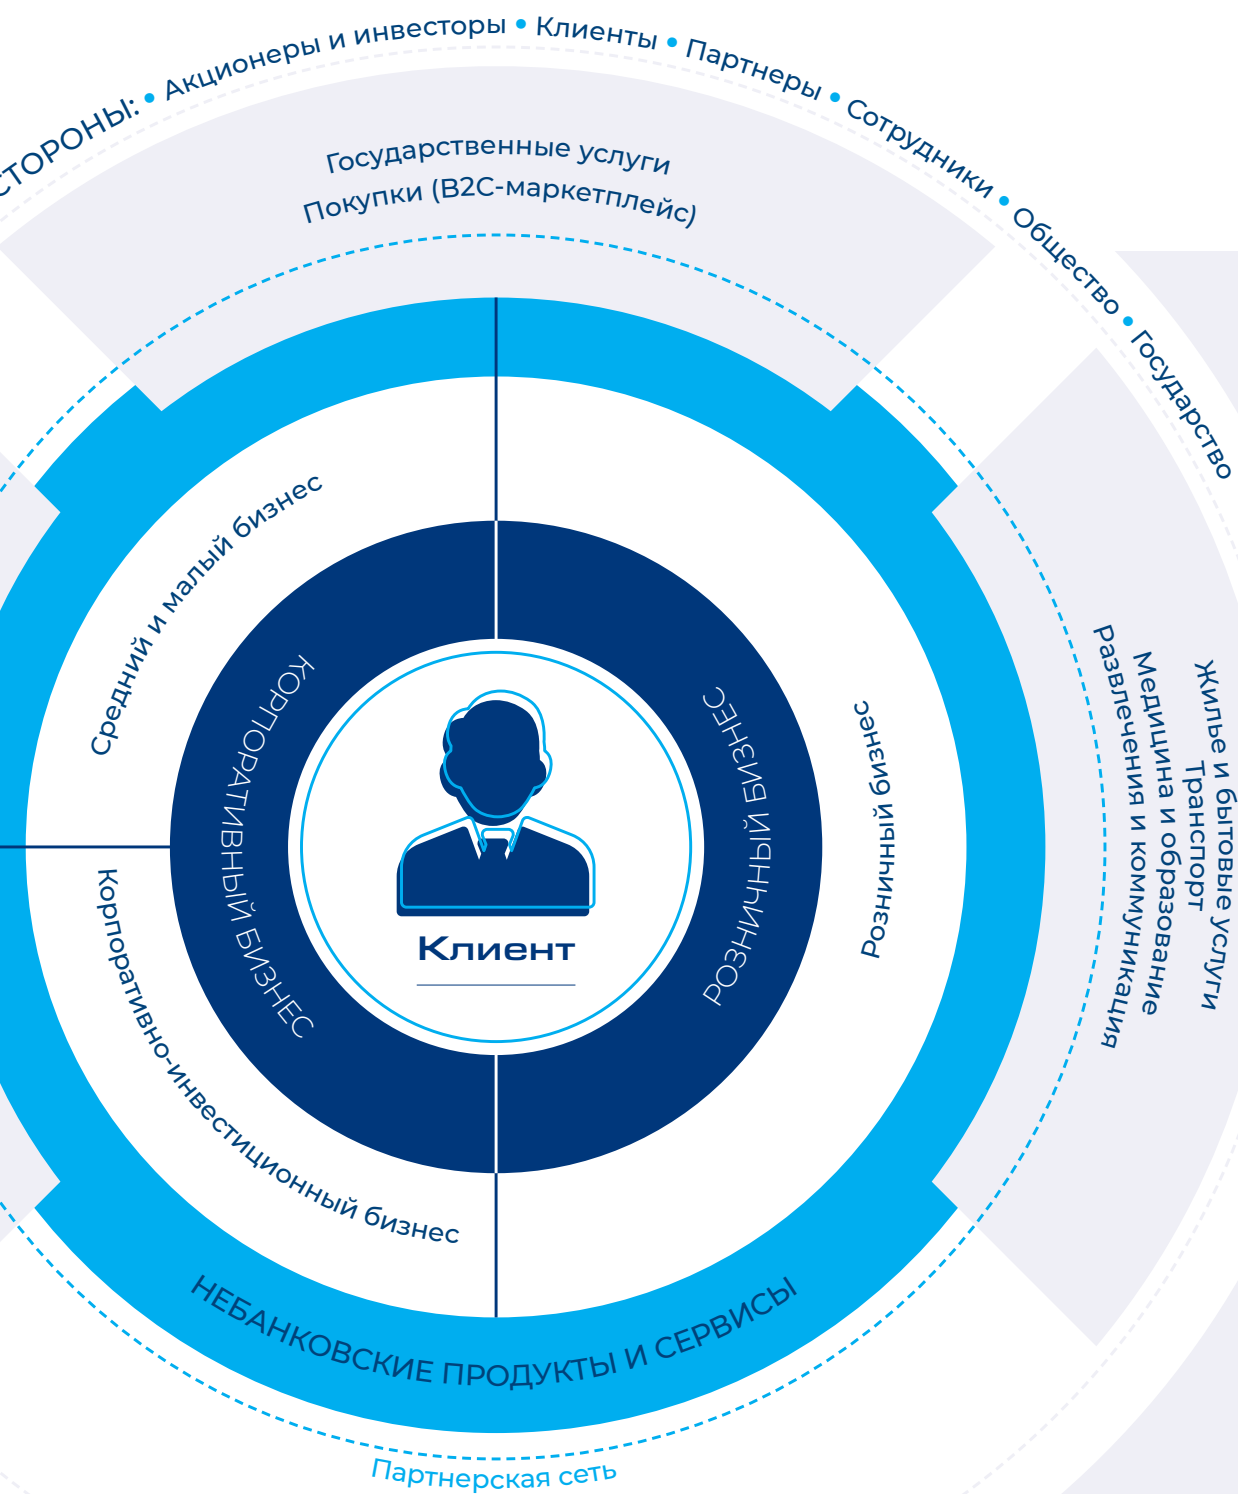 СТОРОНЫ: • Акционеры и инвесторы • Клиенты • Партнеры • Сотрудники • Общество • Государство
Государственные услуги
Покупки (B2C-маркетплейс)
Средний и малый бизнес
КОРПОРАТИВНЫЙ БИЗНЕС
РОЗНИЧНЫЙ БИЗНЕС
Розничный бизнес
Жилье и бытовые услуги
Транспорт
Медицина и образование
Развлечения и коммуникация
Клиент
Корпоративно-инвестиционный бизнес
НЕБАНКОВСКИЕ ПРОДУКТЫ И СЕРВИСЫ
Партнерская сеть